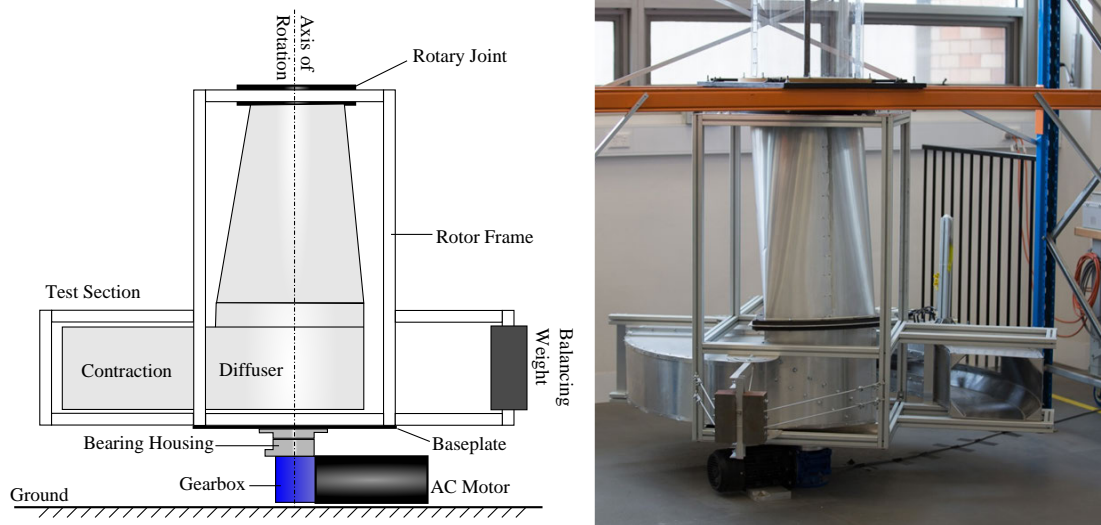 Axis of
Rotation
Rotary Joint
Rotor Frame
Test Section
Contraction
Diffuser
Balancing
Weight
Bearing Housing
Baseplate
Gearbox
AC Motor
Ground